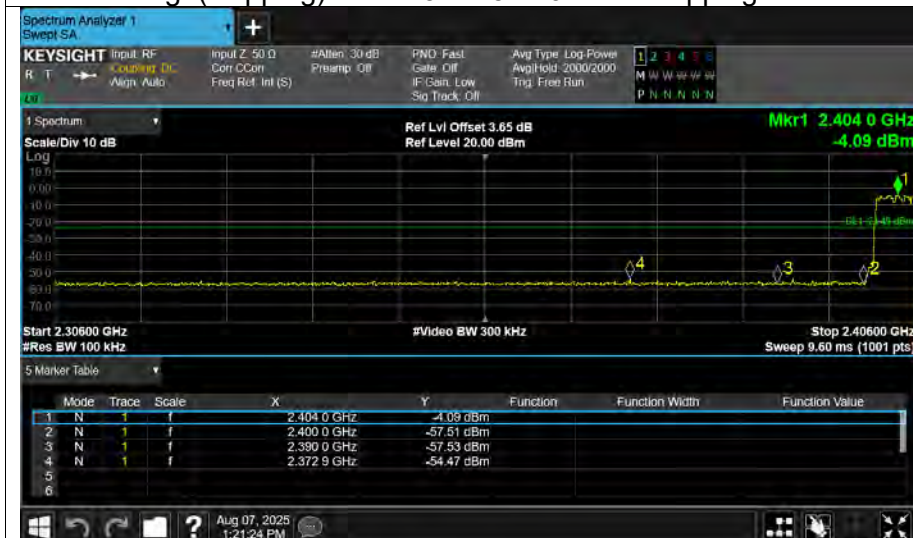 Spectrum Analyzer 1
Swept SA
+
KEYSIGHT Input: RF Input Z: 50 Ω #Atten: 30 dB PNO: Fast Avg Type: Log-Power 1 2 3 4 5 6
R T Coupling: DC Corr CCorr Preamp: Off Gate: Off Avg|Hold: 2000/2000 M W W W W W
Align: Auto Freq Ref: Int (S) IF Gain: Low Trig: Free Run
Sig Track: Off P N N N N N
1 Spectrum Ref Lvl Offset 3.65 dB Mkr1 2.404 0 GHz
Scale/Div 10 dB Ref Level 20.00 dBm -4.09 dBm
Log
10.0
0.00
-10.0
-20.0
-30.0
-40.0
-50.0
-60.0
-70.0
1
4
3
2
Start 2.30600 GHz #Video BW 300 kHz Stop 2.40600 GHz
#Res BW 100 kHz Sweep 9.60 ms (1001 pts)
5 Marker Table
Mode Trace Scale X Y Function Function Width Function Value
1 N 1 f 2.404 0 GHz -4.09 dBm
2 N 1 f 2.400 0 GHz -57.51 dBm
3 N 1 f 2.390 0 GHz -57.53 dBm
4 N 1 f 2.372 9 GHz -54.47 dBm
5
6
? Aug 07, 2025
1:21:24 PM